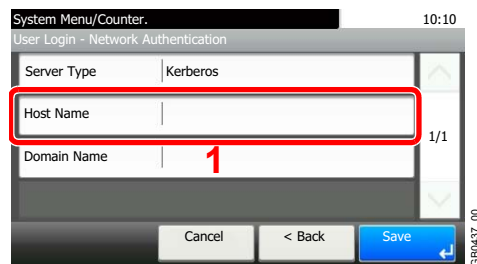 System Menu/Counter. 10:10
User Login - Network Authentication
Server Type Kerberos
Host Name
1/1
Domain Name 1
Cancel < Back Save
GB0437_00